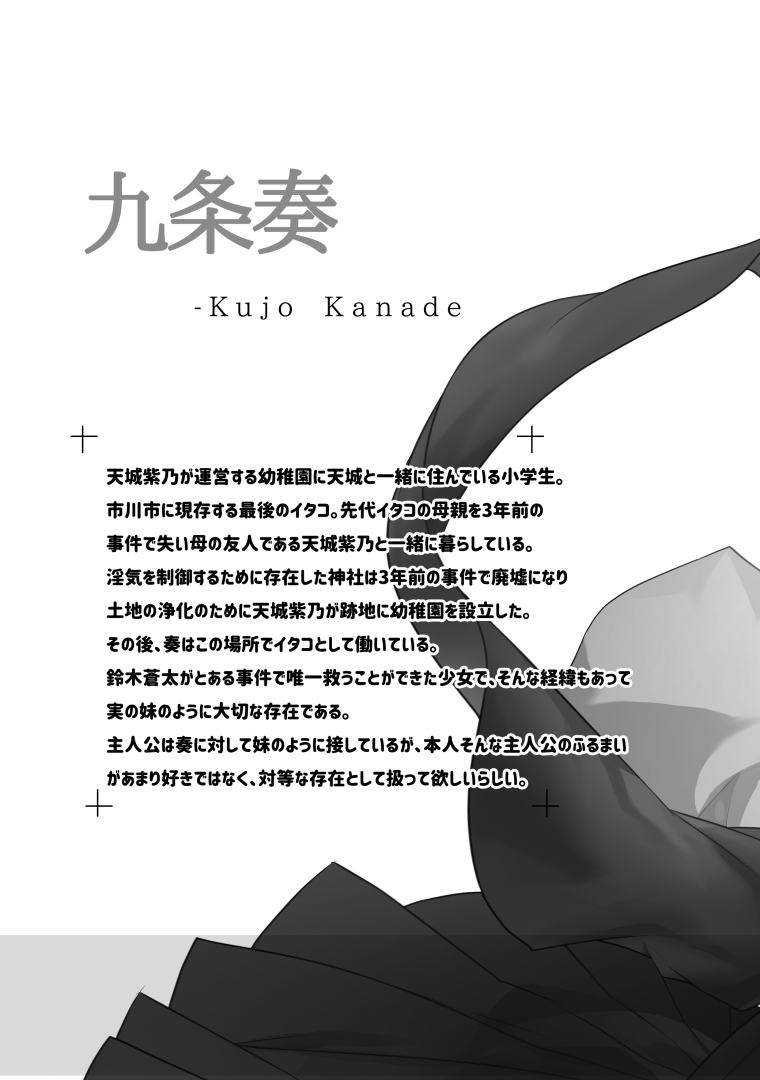 九条奏
-Kujo Kanade
天城紫乃が運営する幼稚園に天城と一緒に住んでいる小学生。
市川市に現存する最後のイタコ。先代イタコの母親を3年前の
事件で失い母の友人である天城紫乃と一緒に暮らしている。
淫気を制御するために存在した神社は3年前の事件で廃墟になり
土地の浄化のために天城紫乃が跡地に幼稚園を設立した。
その後、奏はこの場所でイタコとして働いている。
鈴木蒼太がとある事件で唯一救うことができた少女で、そんな経緯もあって
実の妹のように大切な存在である。
主人公は奏に対して妹のように接しているが、本人そんな主人公のふるまい
があまり好きではなく、対等な存在として扱って欲しいらしい。